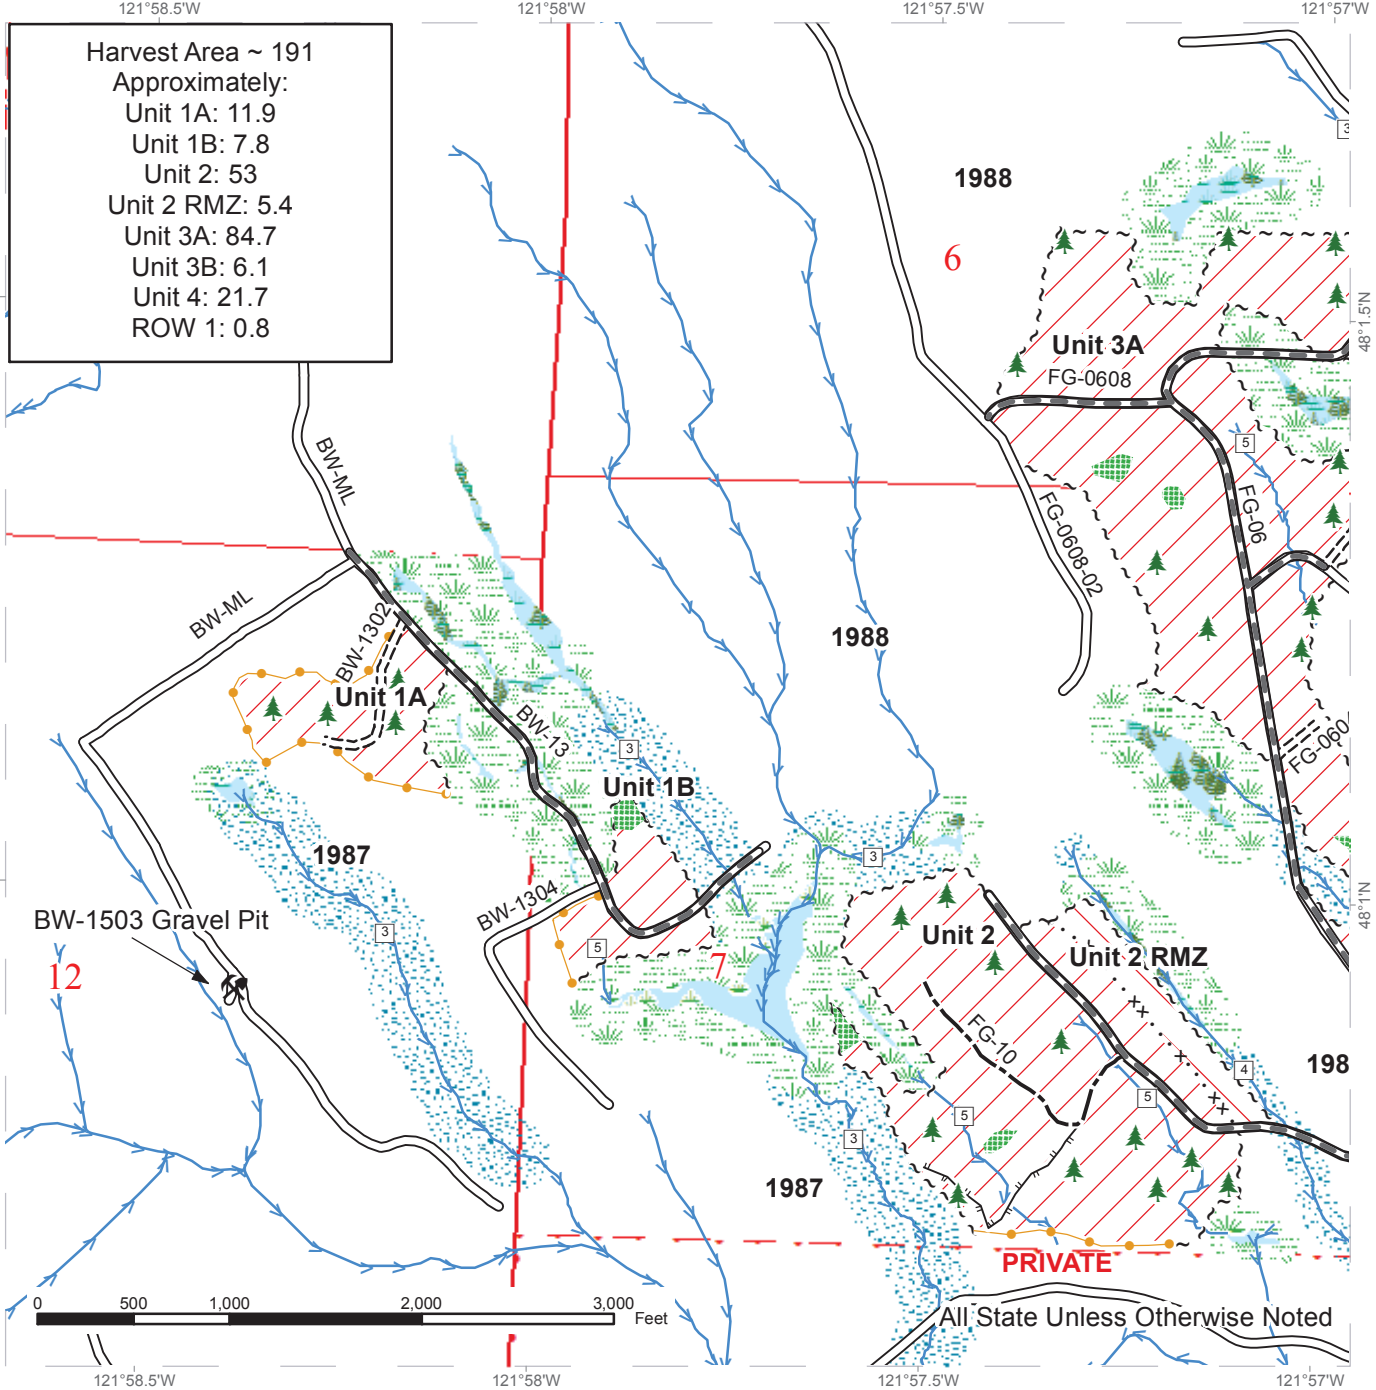 121°58.5'W
121°58'W
121°57.5'W
121°57'W
Harvest Area ~ 191
Approximately:
Unit 1A: 11.9
Unit 1B: 7.8
Unit 2: 53
Unit 2 RMZ: 5.4
Unit 3A: 84.7
Unit 3B: 6.1
Unit 4: 21.7
ROW 1: 0.8
3
1988
6
48°1.5'N
Unit 3A
FG-0608
5
BW-ML
FG-06
FG-0608-02
BW-ML
BW-1302
1988
Unit 1A
BW-13
3
FG-060
Unit 1B
1987
3
BW-1304
48°1'N
BW-1503 Gravel Pit
3
5
Unit 2
Unit 2 RMZ
7
12
FG-10
4
198
5
5
3
1987
PRIVATE
0
500
1,000
2,000
3,000
Feet
All State Unless Otherwise Noted
121°58.5'W
121°58'W
121°57.5'W
121°57'W